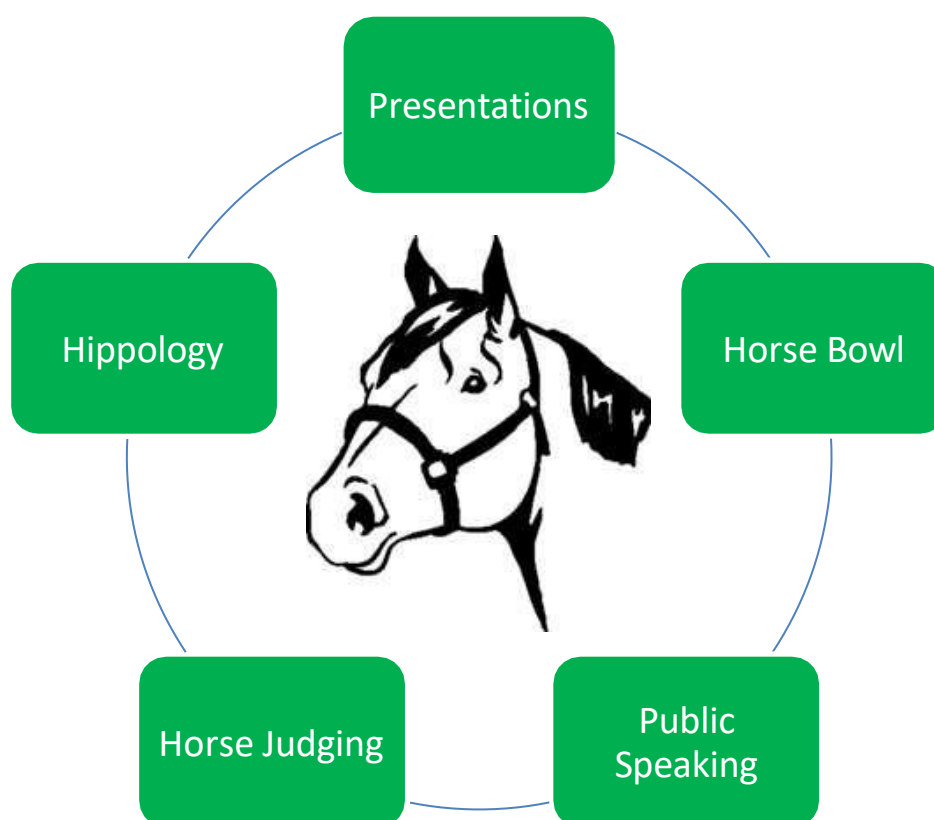 Presentations
Hippology
Horse Bowl
Horse Judging
Public
Speaking